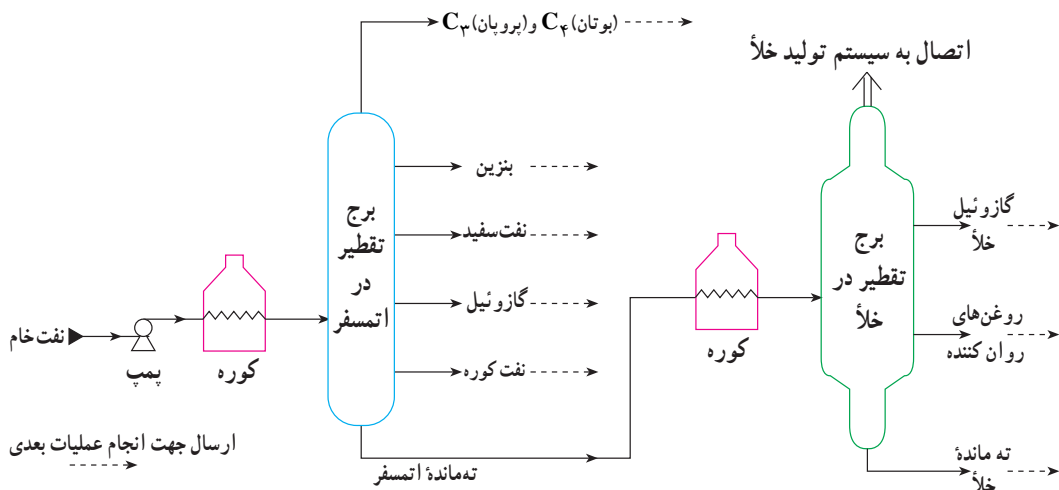 C₃(پروپان) و C₄(بوتان)
اتصال به سیستم تولید خلأ
بنزین
نفت‌سفید
گازوئیل
نفت کوره
برج
تقطیر
در
اتمسفر
نفت‌خام
پمپ
کوره
ته‌ماندهٔ اتمسفر
کوره
برج
تقطیر در
خلأ
گازوئیل
خلأ
روغن‌های
روان کننده
ته ماندهٔ
خلأ
ارسال جهت انجام عملیات بعدی